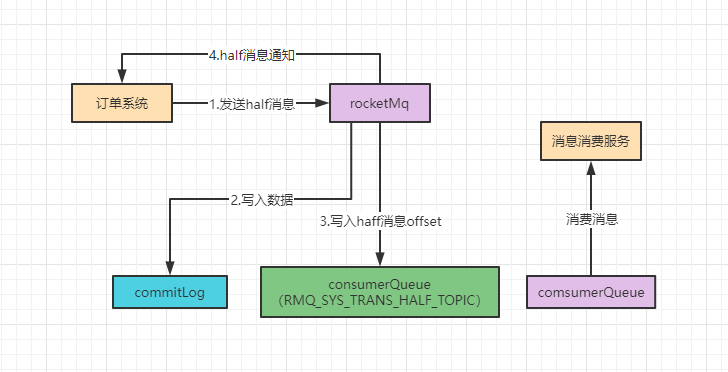 4.half消息通知
订单系统
1.发送half消息
rocketMq
消息消费服务
2.写入数据
3.写入haff消息offset
消费消息
commitLog
consumerQueue
（RMQ_SYS_TRANS_HALF_TOPIC）
comsumerQueue